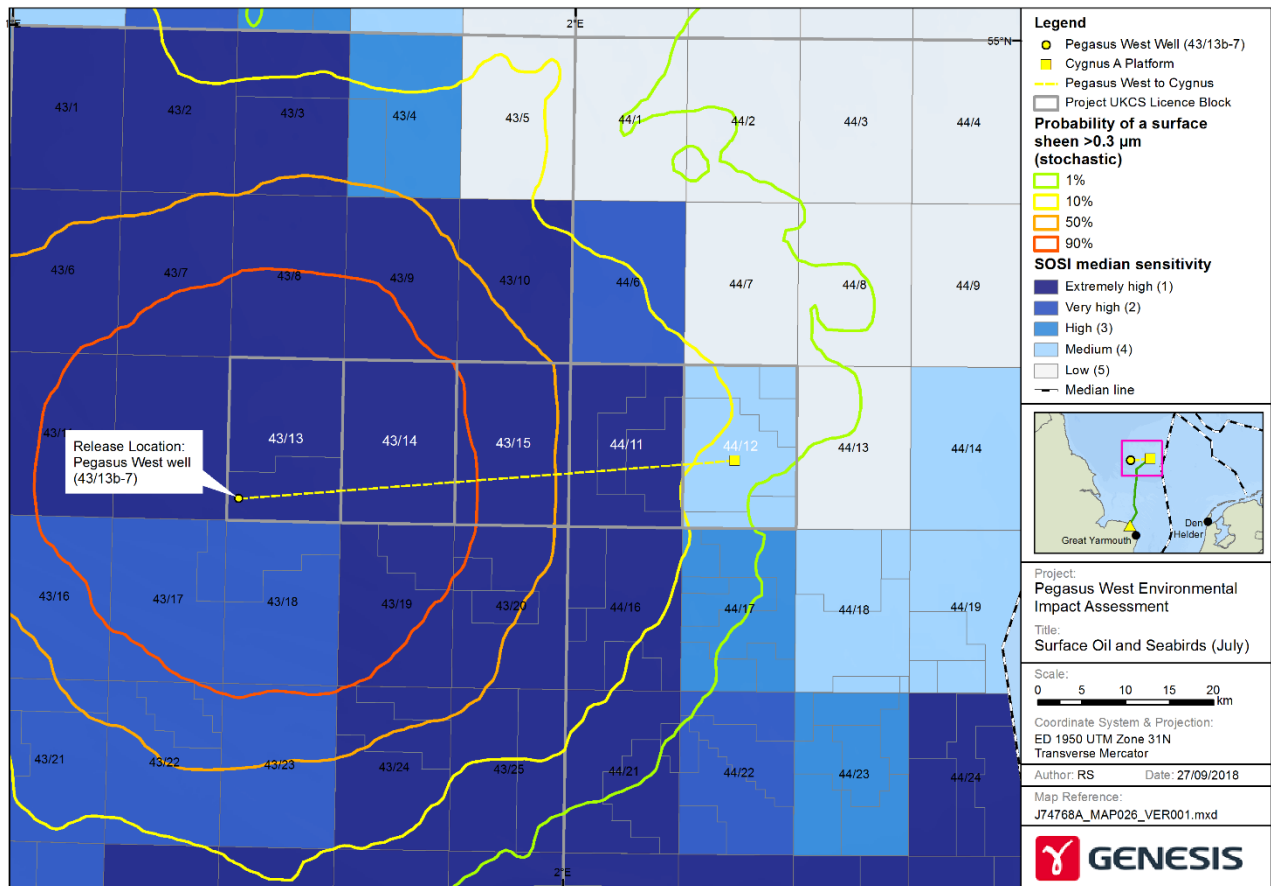 1°E
2°E
55°N
43/1
43/2
43/3
43/4
43/5
44/1
44/2
44/3
44/4
43/6
43/7
43/8
43/9
43/10
44/6
44/7
44/8
44/9
43/13
43/14
43/15
44/11
44/12
44/13
44/14
Release Location:
Pegasus West well
(43/13b-7)
43/16
43/17
43/18
43/19
43/20
44/16
44/17
44/18
44/19
43/21
43/22
43/23
43/24
43/25
44/21
44/22
44/23
44/24
2°E
Legend
Pegasus West Well (43/13b-7)
Cygnus A Platform
Pegasus West to Cygnus
Project UKCS Licence Block
Probability of a surface
sheen >0.3 µm
(stochastic)
1%
10%
50%
90%
SOSI median sensitivity
Extremely high (1)
Very high (2)
High (3)
Medium (4)
Low (5)
Median line
Great Yarmouth
Den
Helder
Project:
Pegasus West Environmental
Impact Assessment
Title:
Surface Oil and Seabirds (July)
Scale:
0 5 10 15 20
km
Coordinate System & Projection:
ED 1950 UTM Zone 31N
Transverse Mercator
Author: RS Date: 27/09/2018
Map Reference:
J74768A_MAP026_VER001.mxd
GENESIS